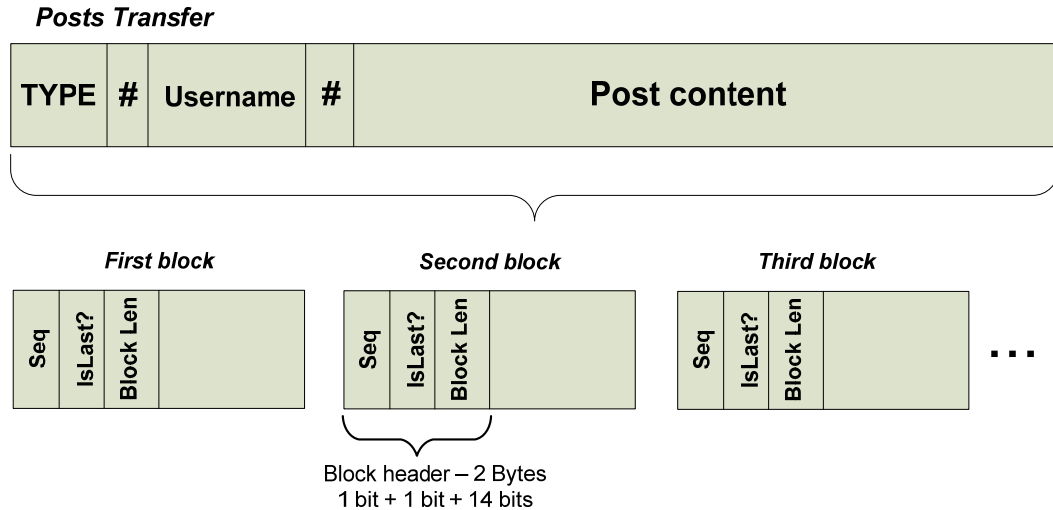 Posts Transfer
TYPE # Username # Post content
First block Second block Third block
Seq IsLast? Block Len Seq IsLast? Block Len Seq IsLast? Block Len ...
Block header – 2 Bytes
1 bit + 1 bit + 14 bits